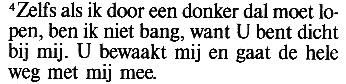 ⁴Zelfs als ik door een donker dal moet lo-
pen, ben ik niet bang, want U bent dicht
bij mij. U bewaakt mij en gaat de hele
weg met mij mee.